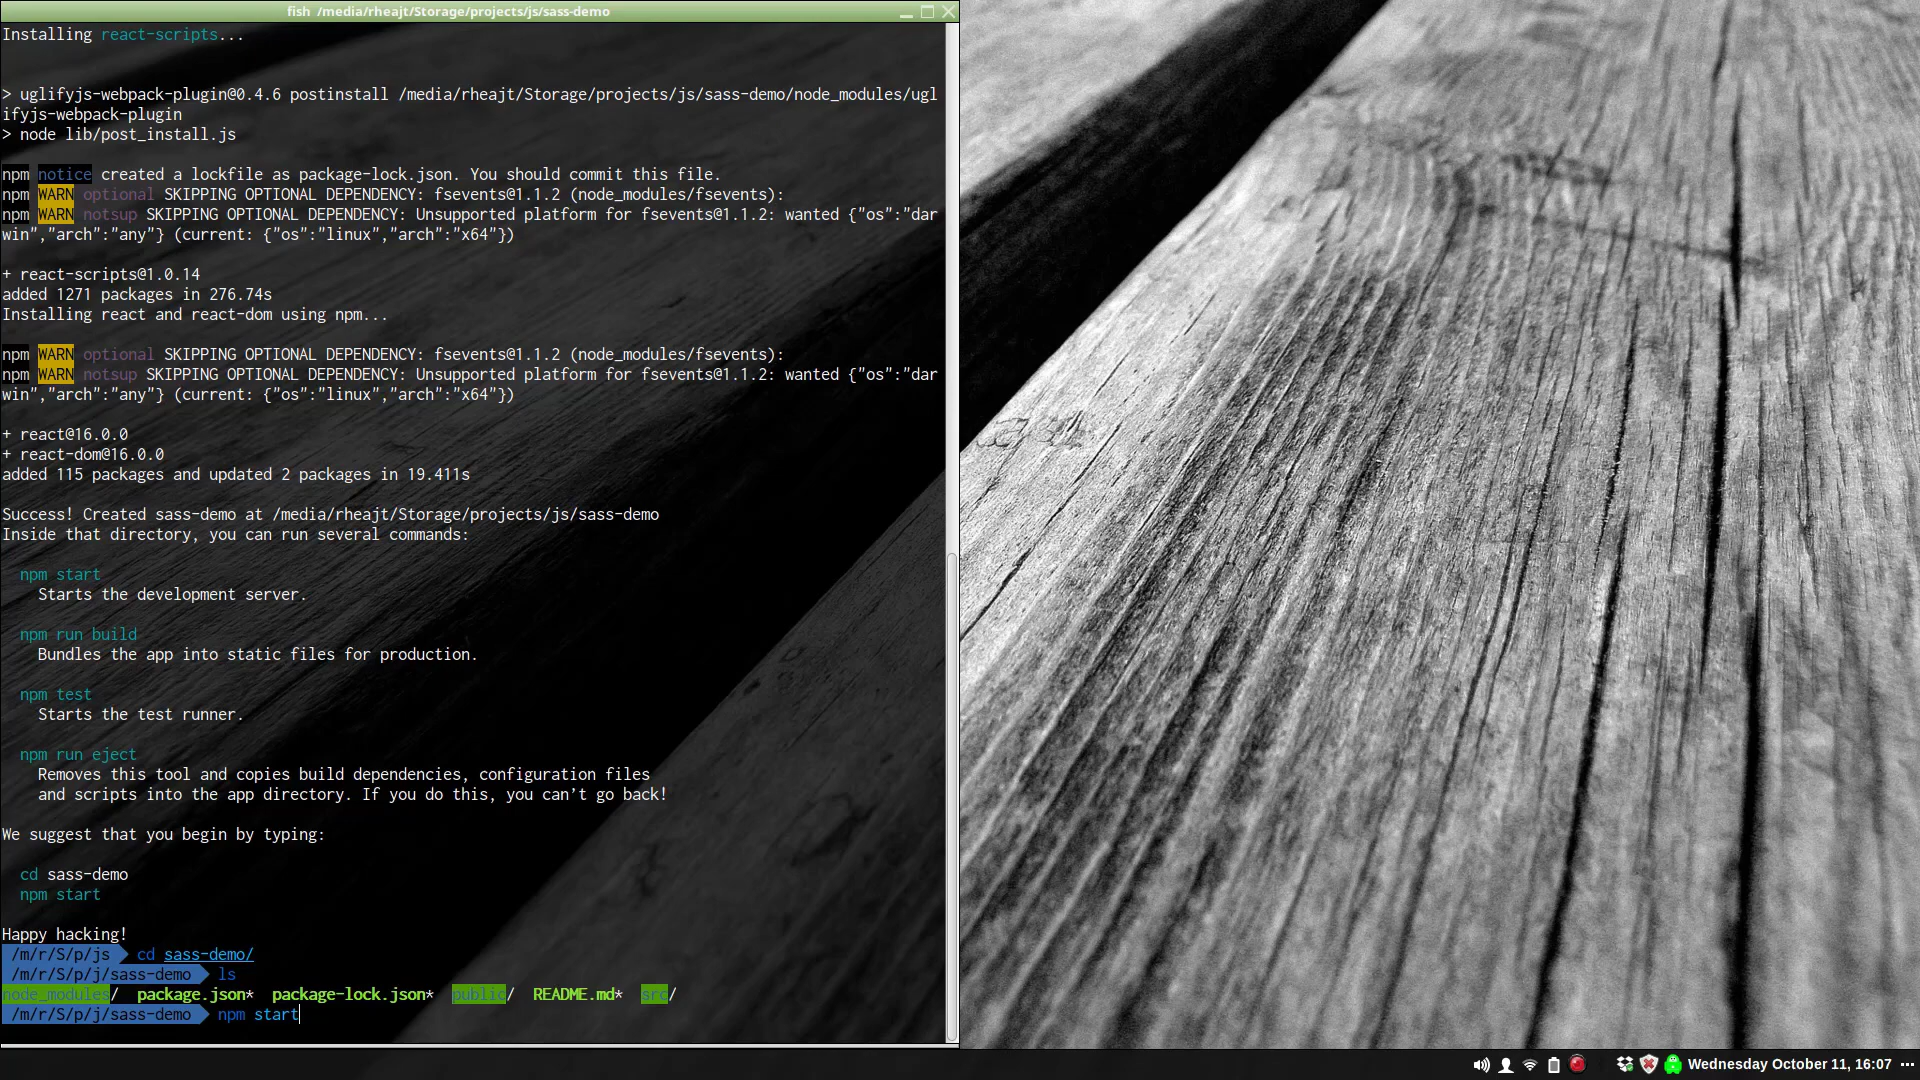 fish /media/rheajt/Storage/projects/js/sass-demo
Installing react-scripts...
> uglifyjs-webpack-plugin@0.4.6 postinstall /media/rheajt/Storage/projects/js/sass-demo/node_modules/ugl
ifyjs-webpack-plugin
> node lib/post_install.js
npm notice created a lockfile as package-lock.json. You should commit this file.
npm WARN optional SKIPPING OPTIONAL DEPENDENCY: fsevents@1.1.2 (node_modules/fsevents):
npm WARN notsup SKIPPING OPTIONAL DEPENDENCY: Unsupported platform for fsevents@1.1.2: wanted {"os":"dar
win","arch":"any"} (current: {"os":"linux","arch":"x64"})
+ react-scripts@1.0.14
added 1271 packages in 276.74s
Installing react and react-dom using npm...
npm WARN optional SKIPPING OPTIONAL DEPENDENCY: fsevents@1.1.2 (node_modules/fsevents):
npm WARN notsup SKIPPING OPTIONAL DEPENDENCY: Unsupported platform for fsevents@1.1.2: wanted {"os":"dar
win","arch":"any"} (current: {"os":"linux","arch":"x64"})
+ react@16.0.0
+ react-dom@16.0.0
added 115 packages and updated 2 packages in 19.411s
Success! Created sass-demo at /media/rheajt/Storage/projects/js/sass-demo
Inside that directory, you can run several commands:
npm start
Starts the development server.
npm run build
Bundles the app into static files for production.
npm test
Starts the test runner.
npm run eject
Removes this tool and copies build dependencies, configuration files
and scripts into the app directory. If you do this, you can’t go back!
We suggest that you begin by typing:
cd sass-demo
npm start
Happy hacking!
/m/r/S/p/js cd sass-demo/
/m/r/S/p/j/sass-demo ls
node_modules/ package.json* package-lock.json* public/ README.md* src/
/m/r/S/p/j/sass-demo npm start
Wednesday October 11, 16:07